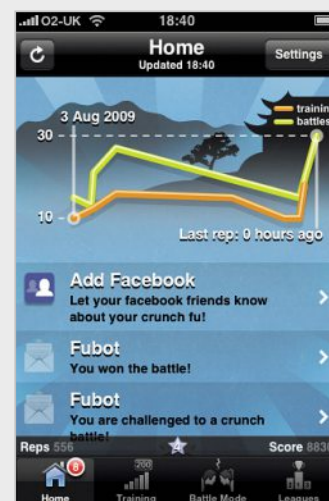 O2-UK 18:40
Home
Updated 18:40
Settings
3 Aug 2009
training
battles
30
10
Last rep: 0 hours ago
Add Facebook
Let your facebook friends know
about your crunch fu!
Fubot
You won the battle!
Fubot
You are challenged to a crunch
battle!
Reps 556
Score 8830
8
200
Home Training Battle Mode Leagues